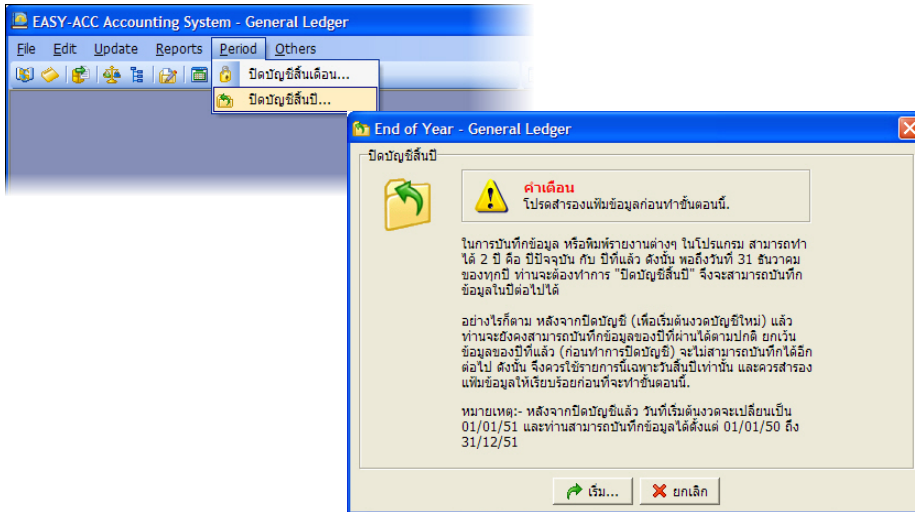 EASY-ACC Accounting System - General Ledger
File Edit Update Reports Period Others
ปิดบัญชีสิ้นเดือน...
ปิดบัญชีสิ้นปี...
End of Year - General Ledger
ปิดบัญชีสิ้นปี
คำเตือน
โปรดสำรองแฟ้มข้อมูลก่อนทำขั้นตอนนี้.
ในการบันทึกข้อมูล หรือพิมพ์รายงานต่างๆ ในโปรแกรม สามารถทำ
ได้ 2 ปี คือ ปีปัจจุบัน กับ ปีที่แล้ว ดังนั้น พอถึงวันที่ 31 ธันวาคม
ของทุกปี ท่านจะต้องทำการ "ปิดบัญชีสิ้นปี" จึงจะสามารถบันทึก
ข้อมูลในปีต่อไปได้
อย่างไรก็ตาม หลังจากปิดบัญชี (เพื่อเริ่มต้นงวดบัญชีใหม่) แล้ว
ท่านจะยังคงสามารถบันทึกข้อมูลของปีที่ผ่านได้ตามปกติ ยกเว้น
ข้อมูลของปีที่แล้ว (ก่อนทำการปิดบัญชี) จะไม่สามารถบันทึกได้อีก
ต่อไป ดังนั้น จึงควรใช้รายการนี้เฉพาะวันสิ้นปีเท่านั้น และควรสำรอง
แฟ้มข้อมูลให้เรียบร้อยก่อนที่จะทำขั้นตอนนี้.
หมายเหตุ:- หลังจากปิดบัญชีแล้ว วันที่เริ่มต้นงวดจะเปลี่ยนเป็น
01/01/51 และท่านสามารถบันทึกข้อมูลได้ตั้งแต่ 01/01/50 ถึง
31/12/51
เริ่ม... ยกเลิก